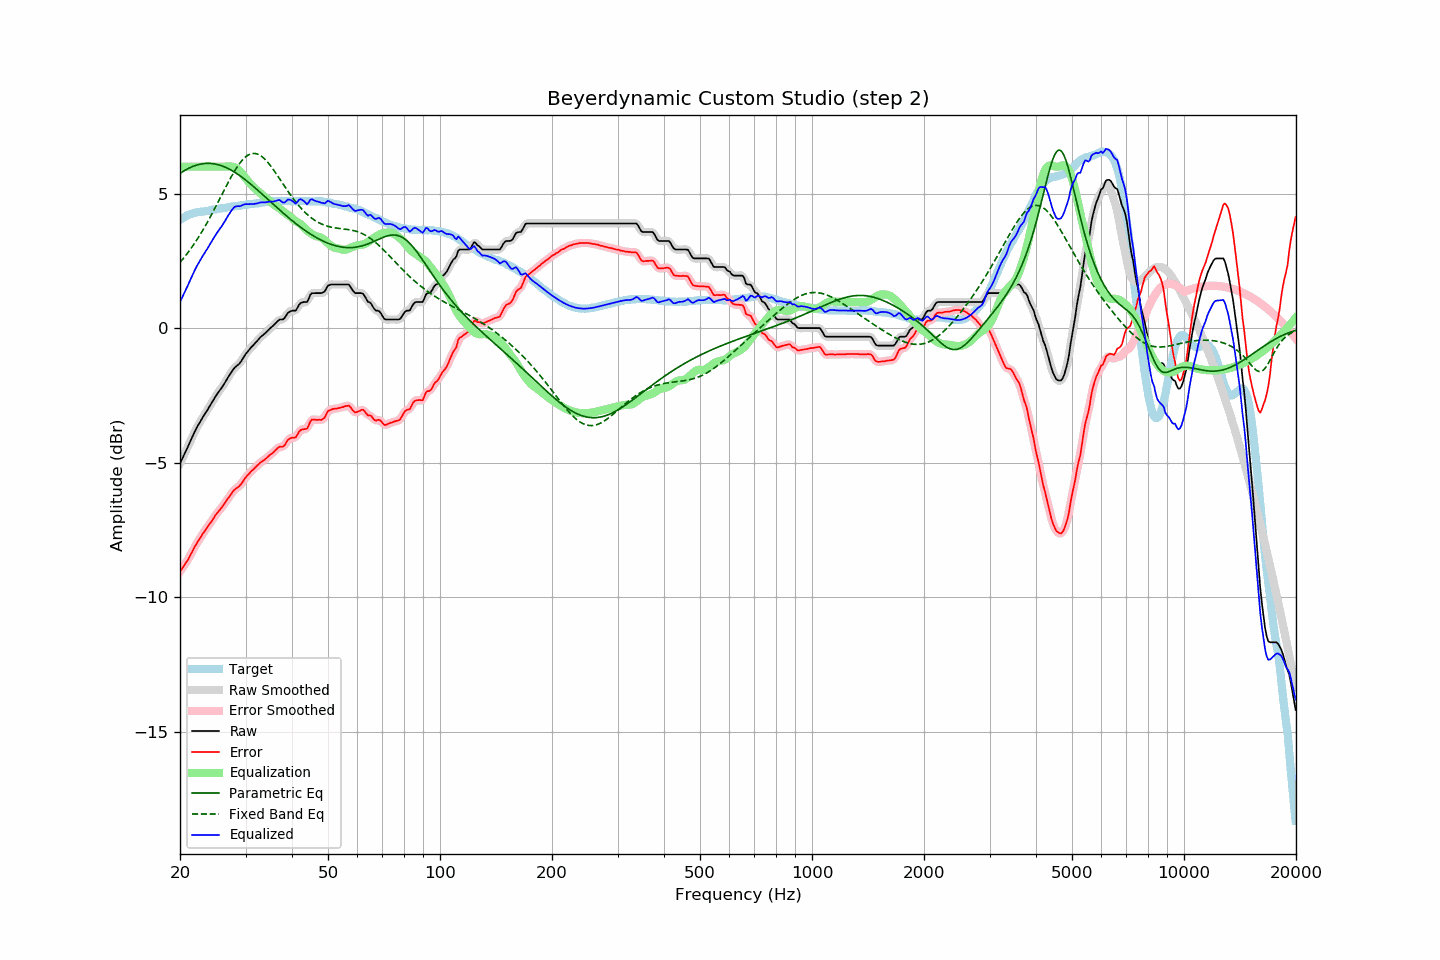 Beyerdynamic Custom Studio (step 2)
Amplitude (dBr)
5
0
−5
−10
−15
Target
Raw Smoothed
Error Smoothed
Raw
Error
Equalization
Parametric Eq
Fixed Band Eq
Equalized
20 50 100 200 500 1000 2000 5000 10000 20000
Frequency (Hz)